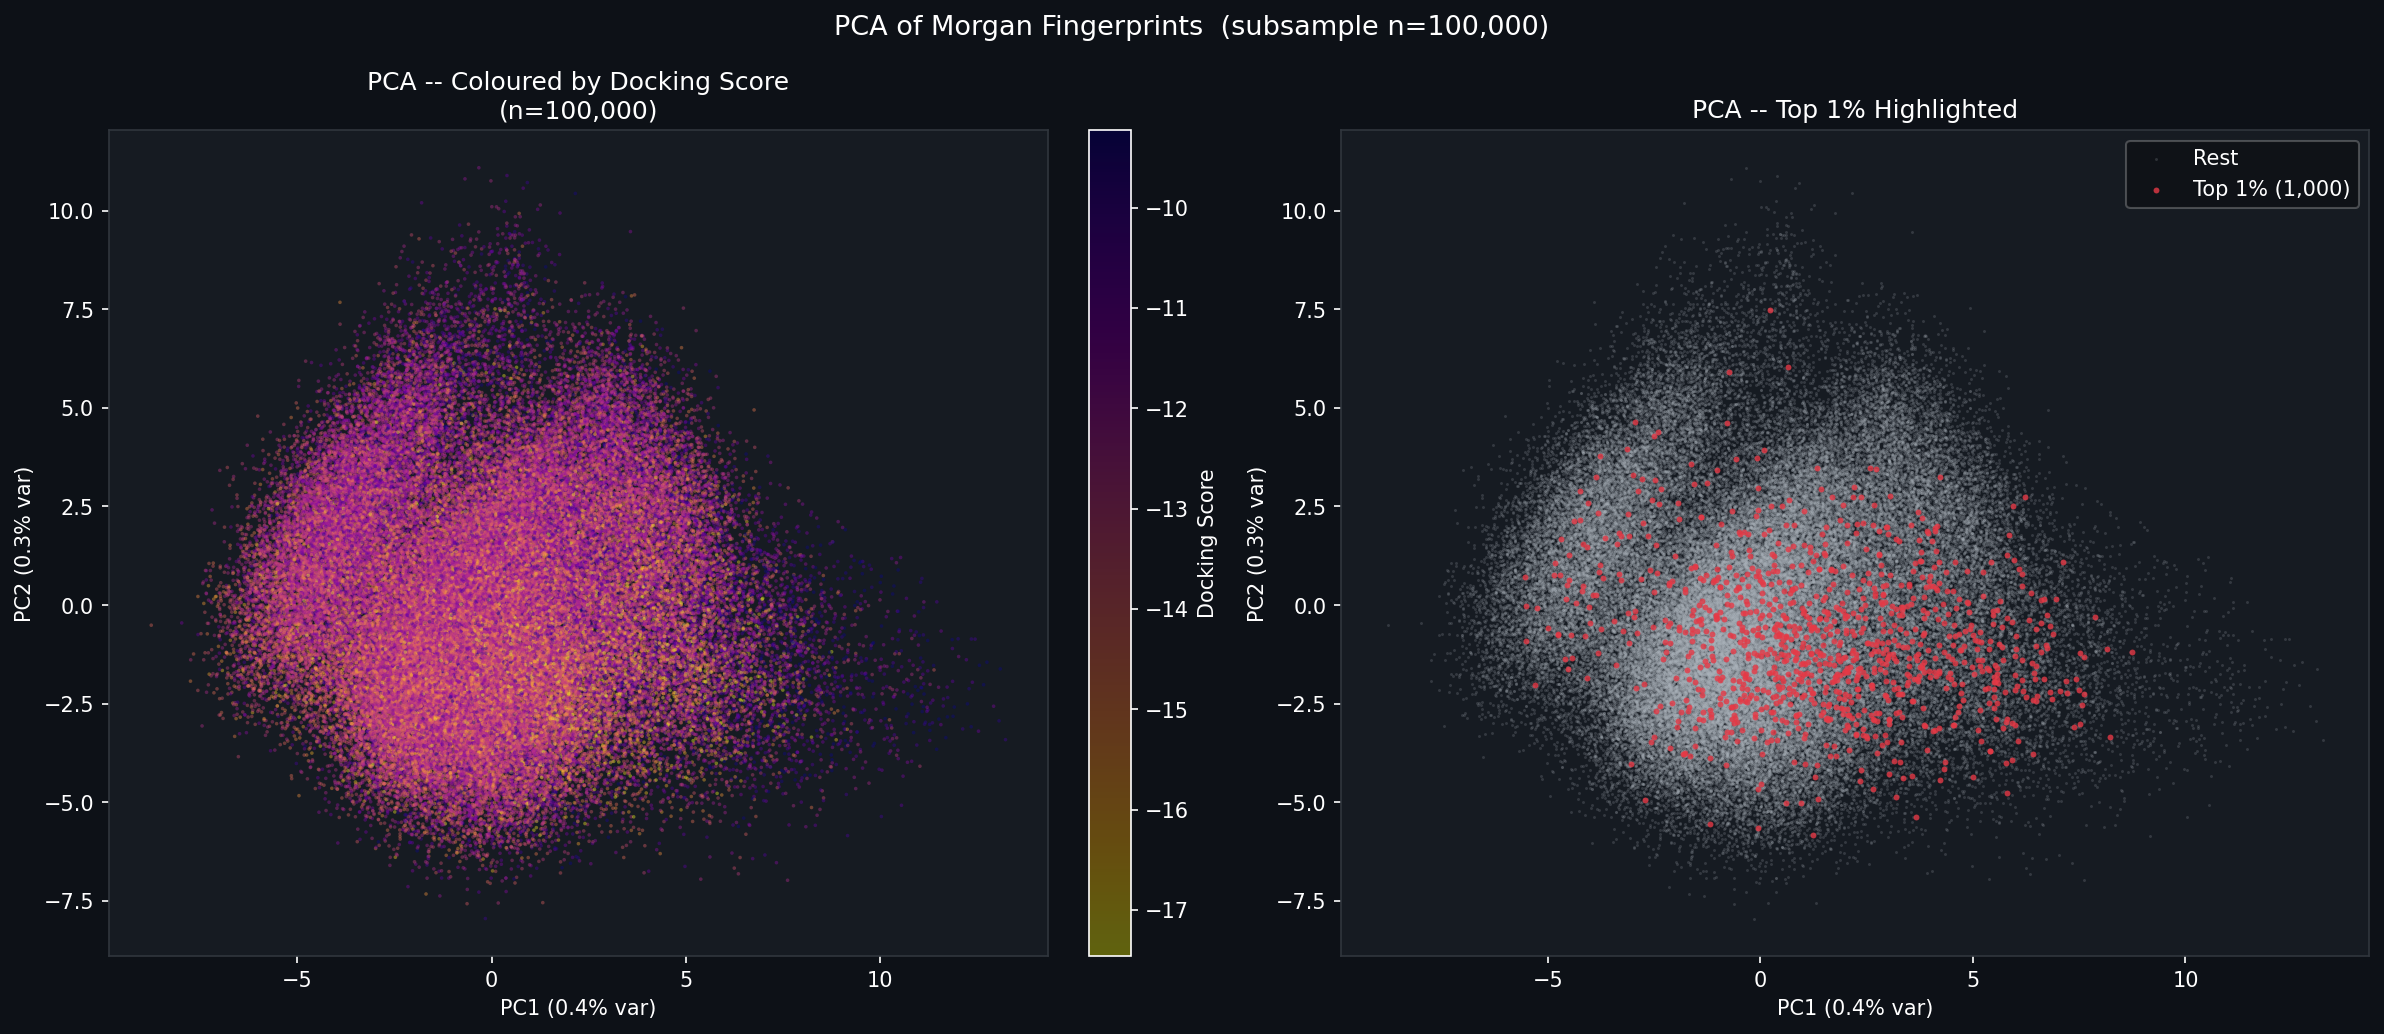 PCA of Morgan Fingerprints  (subsample n=100,000)
PCA -- Coloured by Docking Score
(n=100,000)
10.0
7.5
5.0
2.5
0.0
−2.5
−5.0
−7.5
PC2 (0.3% var)
−5
0
5
10
PC1 (0.4% var)
−10
−11
−12
−13
−14
−15
−16
−17
Docking Score
PCA -- Top 1% Highlighted
Rest
Top 1% (1,000)
10.0
7.5
5.0
2.5
0.0
−2.5
−5.0
−7.5
PC2 (0.3% var)
−5
0
5
10
PC1 (0.4% var)